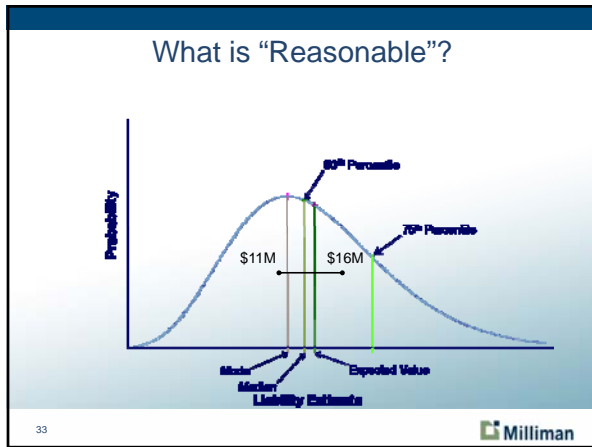 What is “Reasonable”?
50th Percentile
75th Percentile
$11M
$16M
Probability
Mode
Median
Expected Value
Liability Estimate
33
Milliman